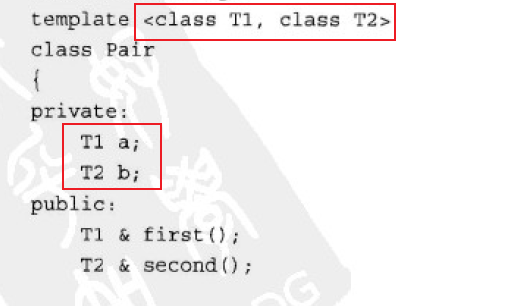 template <class T1, class T2>
class Pair
{
private:
T1 a;
T2 b;
public:
T1 & first();
T2 & second();